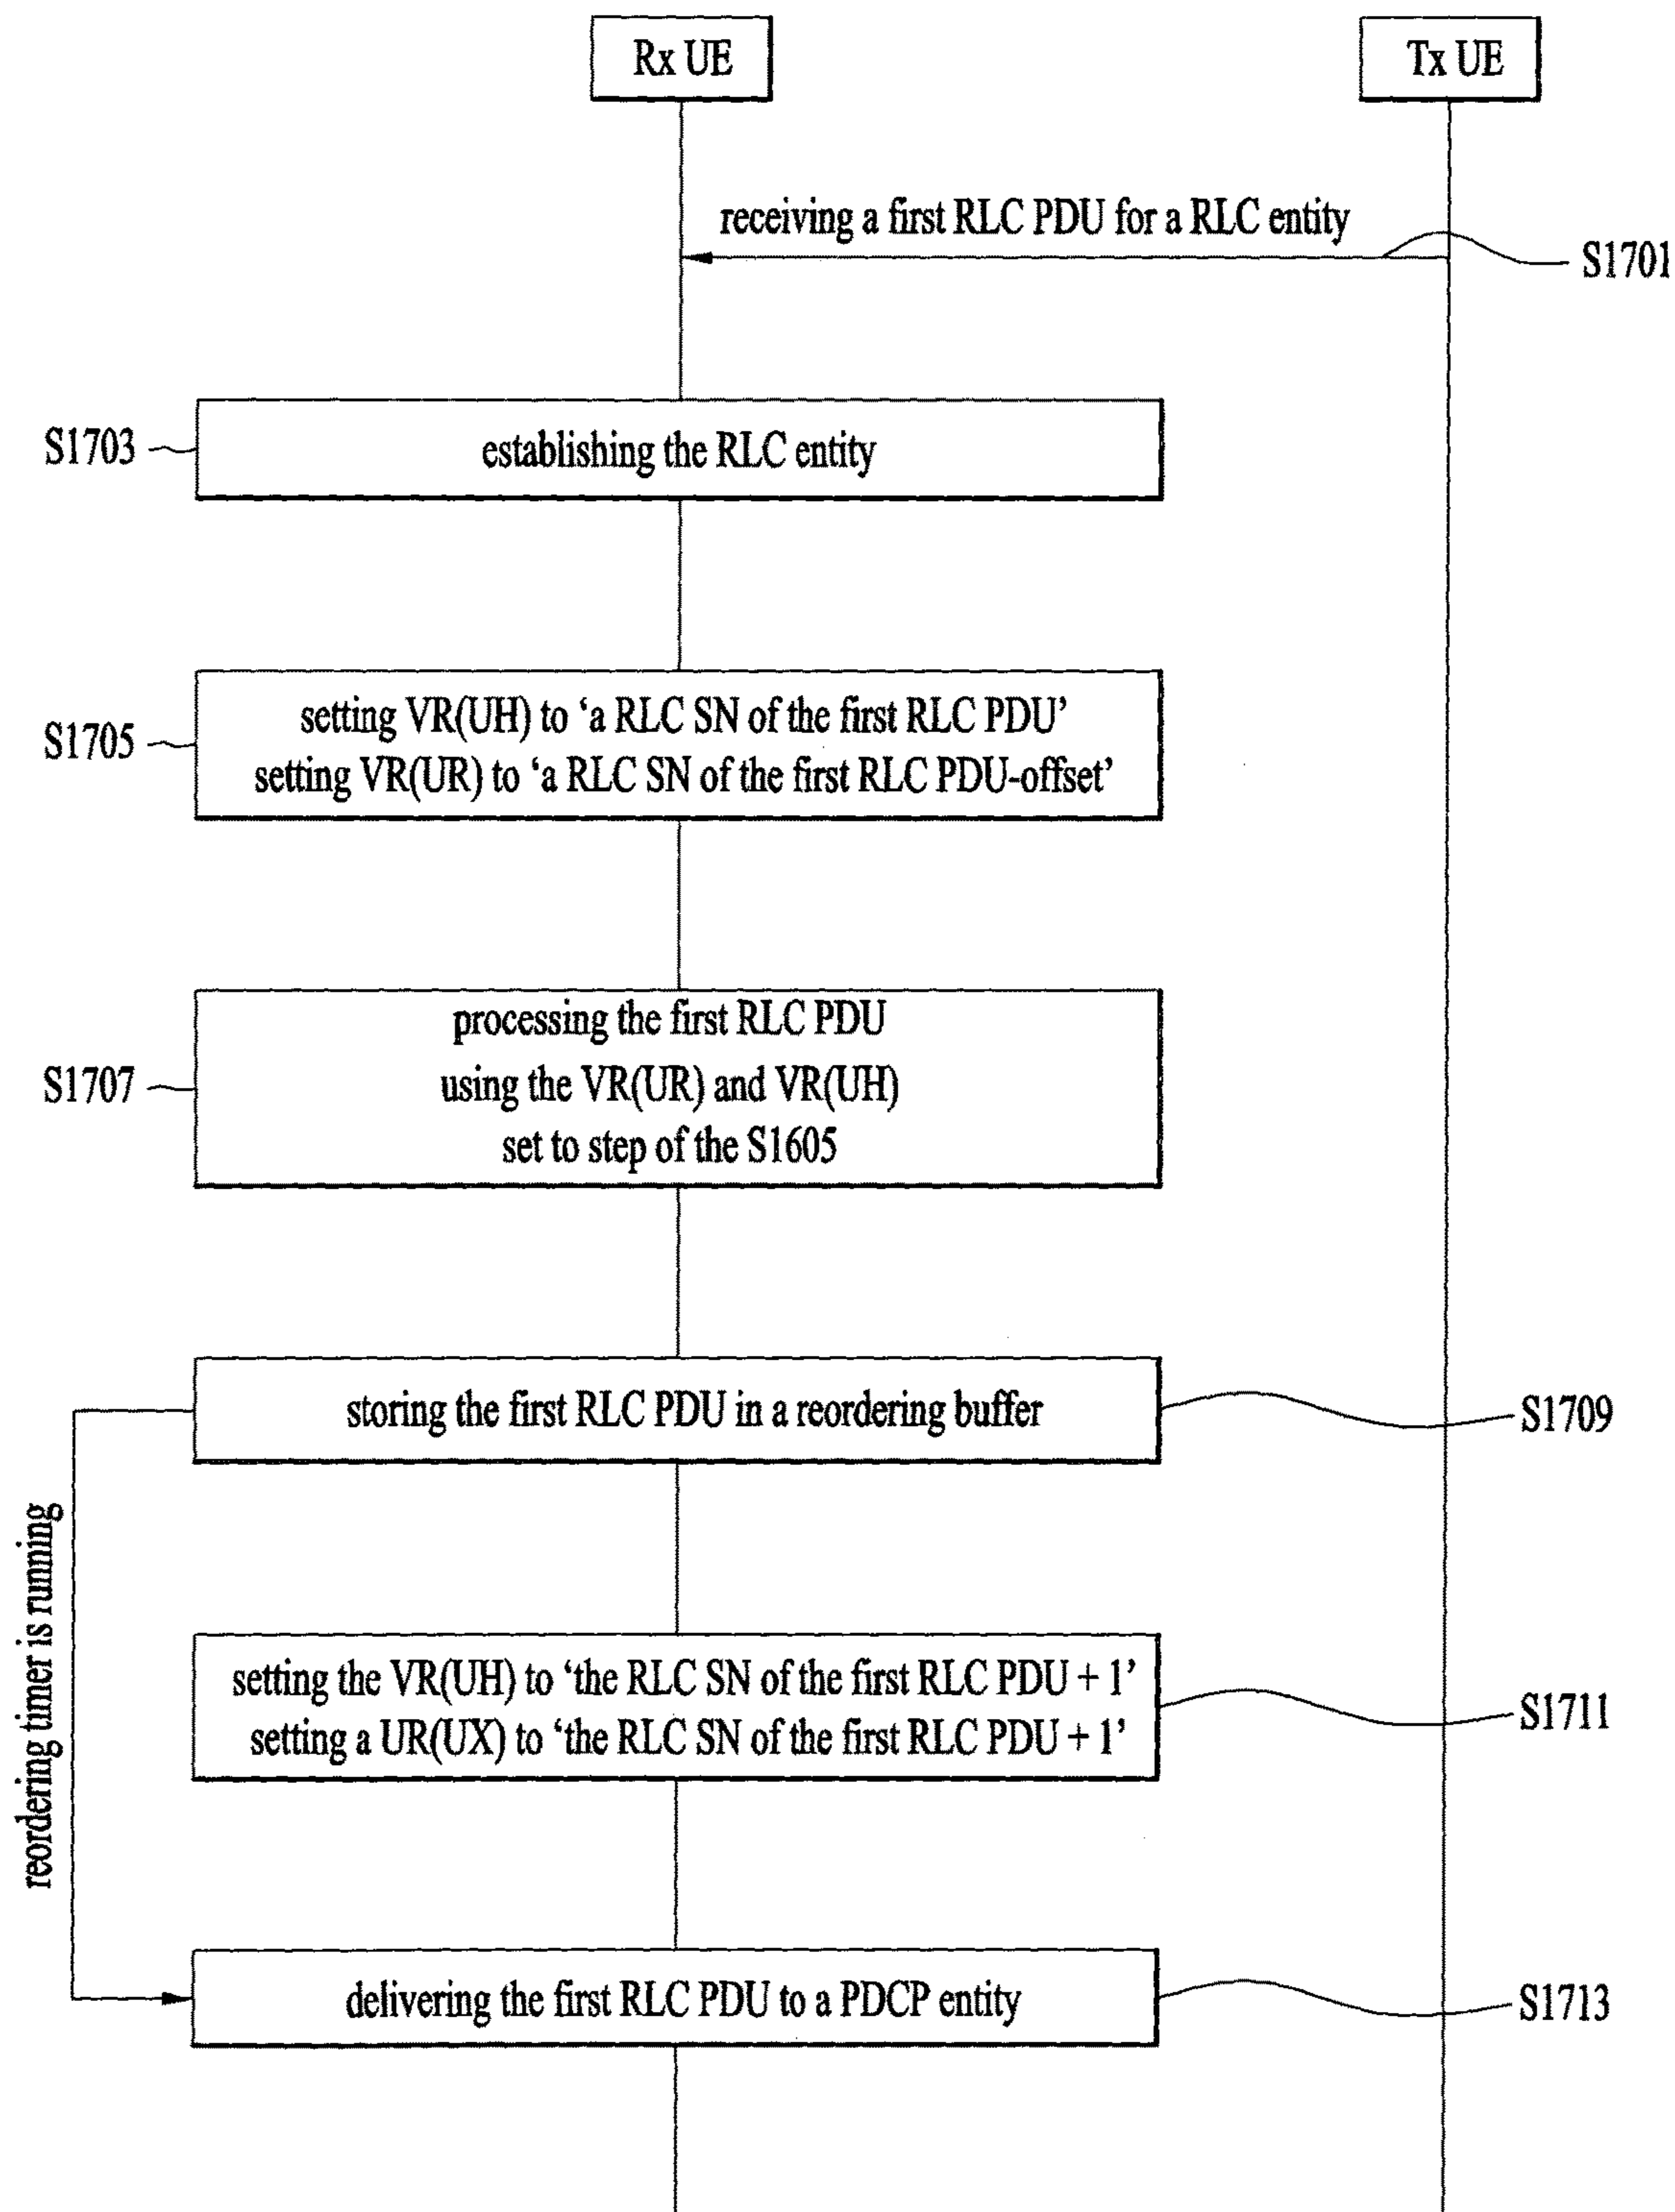 Rx UE
Tx UE
receiving a first RLC PDU for a RLC entity
S1701
S1703
establishing the RLC entity
S1705
setting VR(UH) to ‘a RLC SN of the first RLC PDU’
setting VR(UR) to ‘a RLC SN of the first RLC PDU-offset’
S1707
processing the first RLC PDU
using the VR(UR) and VR(UH)
set to step of the S1605
storing the first RLC PDU in a reordering buffer
S1709
reordering timer is running
setting the VR(UH) to ‘the RLC SN of the first RLC PDU + 1’
setting a UR(UX) to ‘the RLC SN of the first RLC PDU + 1’
S1711
delivering the first RLC PDU to a PDCP entity
S1713